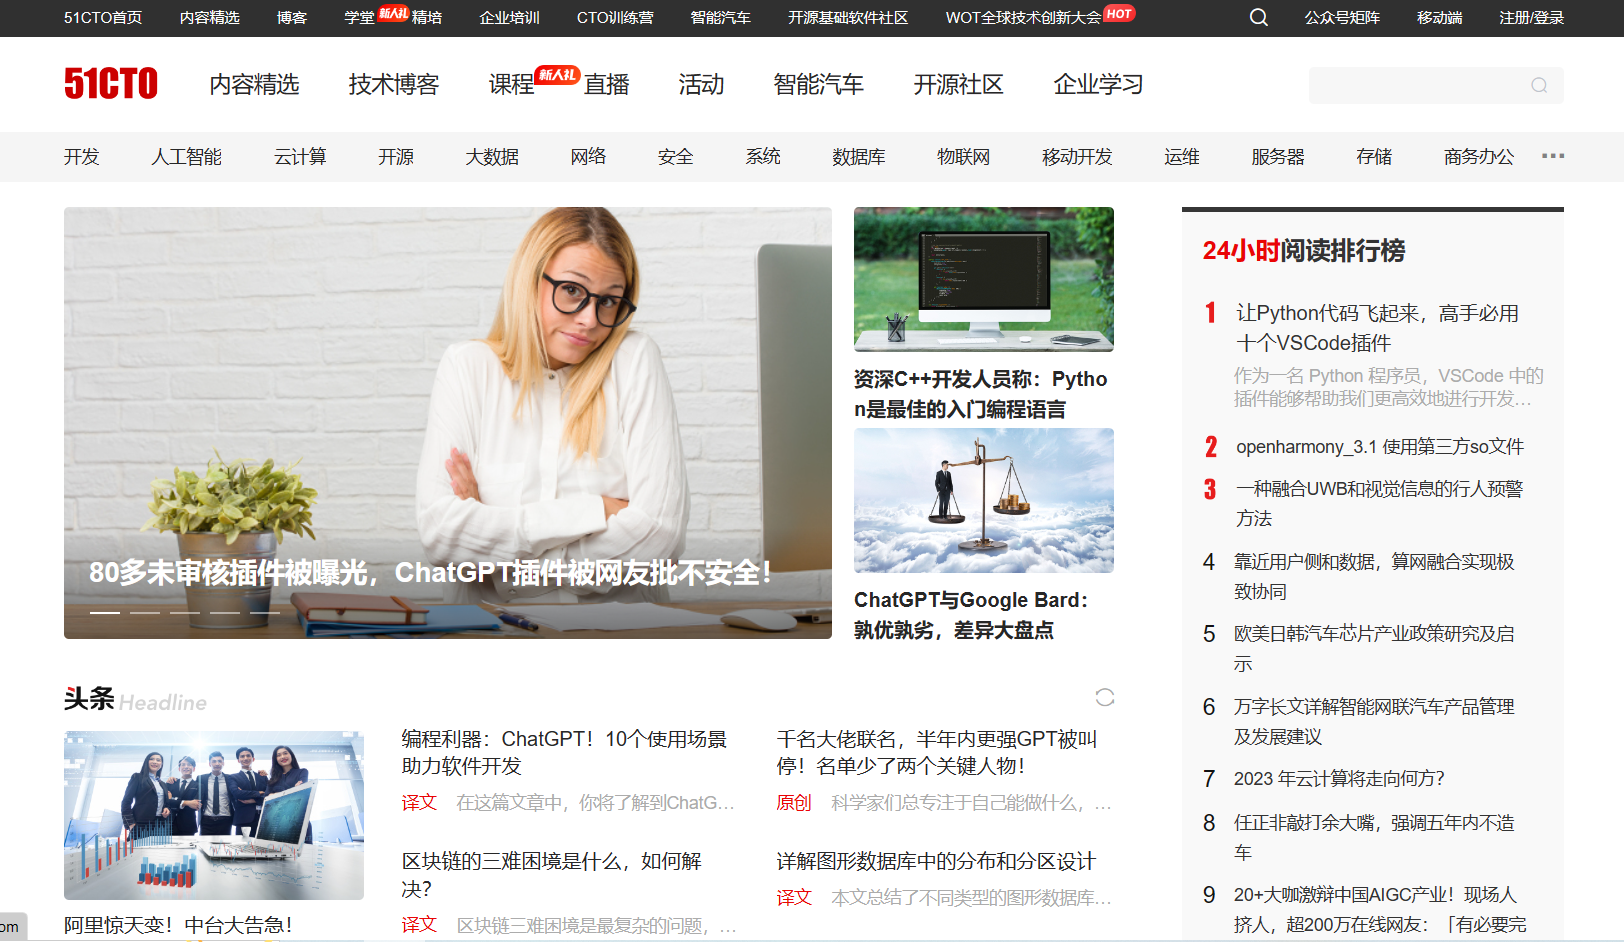 51CTO首页 内容精选 博客 学堂 新人礼 精培 企业培训 CTO训练营 智能汽车 开源基础软件社区 WOT全球技术创新大会 HOT 公众号矩阵 移动端 注册/登录
51CTO 内容精选 技术博客 课程 新人礼 直播 活动 智能汽车 开源社区 企业学习
开发 人工智能 云计算 开源 大数据 网络 安全 系统 数据库 物联网 移动开发 运维 服务器 存储 商务办公 ···
80多未审核插件被曝光，ChatGPT插件被网友批不安全！
资深C++开发人员称：Pytho
n是最佳的入门编程语言
ChatGPT与Google Bard：
孰优孰劣，差异大盘点
头条 Headline
阿里惊天变！中台大告急！
编程利器：ChatGPT！10个使用场景
助力软件开发
译文 在这篇文章中，你将了解到ChatG...
区块链的三难困境是什么，如何解
决？
译文 区块链三难困境是最复杂的问题，...
千名大佬联名，半年内更强GPT被叫
停！名单少了两个关键人物！
原创 科学家们总专注于自己能做什么，...
详解图形数据库中的分布和分区设计
译文 本文总结了不同类型的图形数据库...
24小时阅读排行榜
1 让Python代码飞起来，高手必用
十个VSCode插件
作为一名 Python 程序员，VSCode 中的
插件能够帮助我们更高效地进行开发...
2 openharmony_3.1 使用第三方so文件
3 一种融合UWB和视觉信息的行人预警
方法
4 靠近用户侧和数据，算网融合实现极
致协同
5 欧美日韩汽车芯片产业政策研究及启
示
6 万字长文详解智能网联汽车产品管理
及发展建议
7 2023 年云计算将走向何方？
8 任正非敲打余大嘴，强调五年内不造
车
9 20+大咖激辩中国AIGC产业！现场人
挤人，超200万在线网友：「有必要完
om